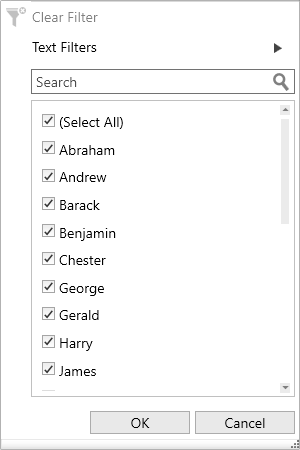 Clear Filter
Text Filters
Search
(Select All)
Abraham
Andrew
Barack
Benjamin
Chester
George
Gerald
Harry
James
OK
Cancel